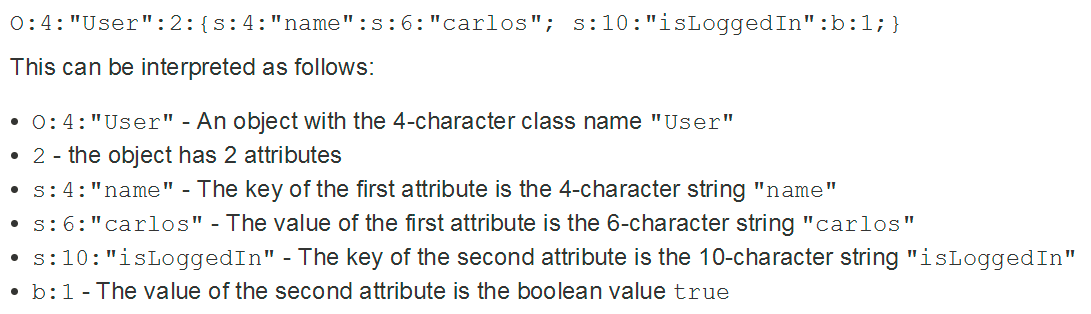 O:4:"User":2:{s:4:"name":s:6:"carlos"; s:10:"isLoggedIn":b:1;}
This can be interpreted as follows:
• O:4:"User" - An object with the 4-character class name "User"
• 2 - the object has 2 attributes
• s:4:"name" - The key of the first attribute is the 4-character string "name"
• s:6:"carlos" - The value of the first attribute is the 6-character string "carlos"
• s:10:"isLoggedIn" - The key of the second attribute is the 10-character string "isLoggedIn"
• b:1 - The value of the second attribute is the boolean value true